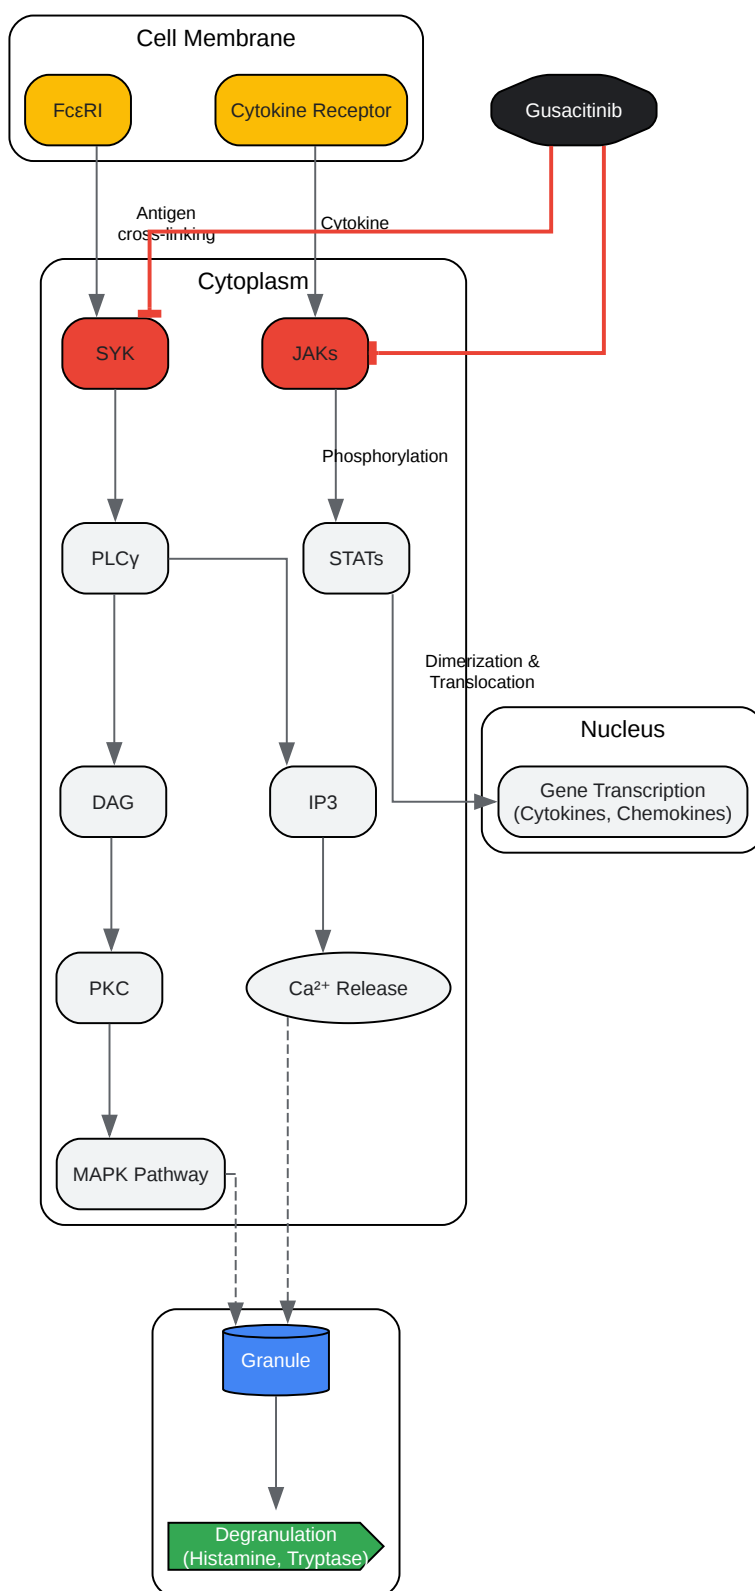 Cell Membrane
FcεRI
Cytokine Receptor
Gusacitinib
Antigen
cross-linking
Cytokine
Cytoplasm
SYK
JAKs
Phosphorylation
PLCγ
STATs
Dimerization &
Translocation
Nucleus
DAG
IP3
Gene Transcription
(Cytokines, Chemokines)
PKC
Ca²⁺ Release
MAPK Pathway
Granule
Degranulation
(Histamine, Tryptase)